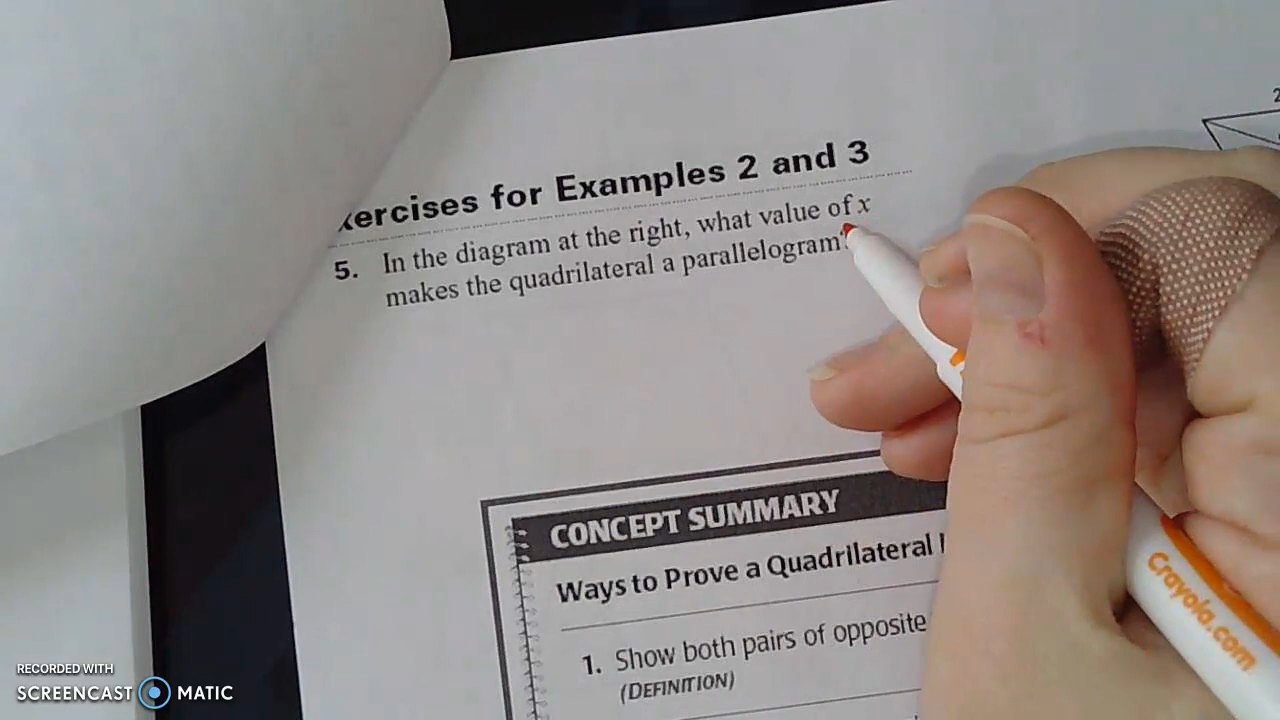 xercises for Examples 2 and 3
5. In the diagram at the right, what value of x
makes the quadrilateral a parallelogram?
CONCEPT SUMMARY
Ways to Prove a Quadrilateral
1. Show both pairs of opposite
(DEFINITION)
Crayola.com
RECORDED WITH
SCREENCAST MATIC